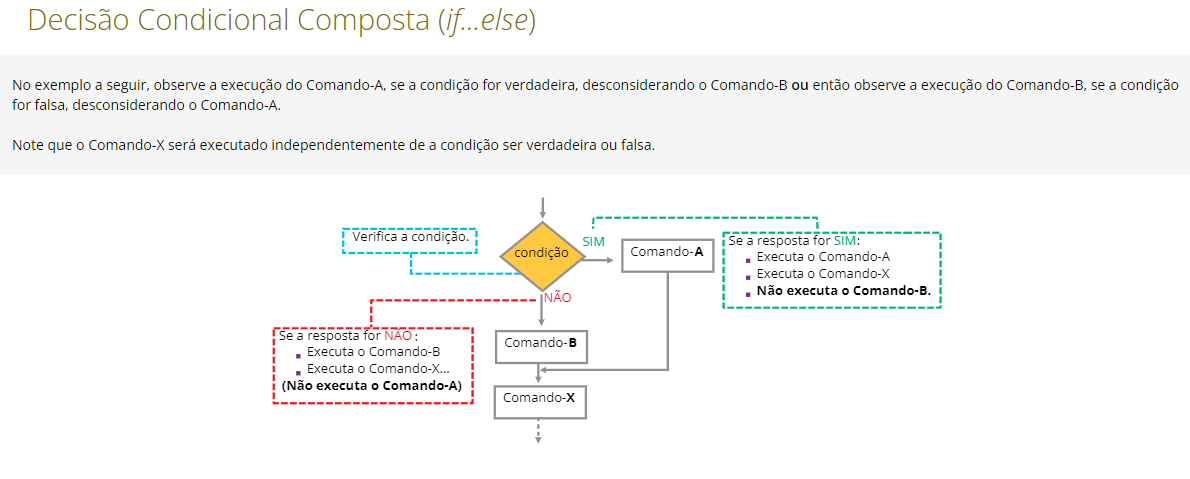 Decisão Condicional Composta (if...else)
No exemplo a seguir, observe a execução do Comando-A, se a condição for verdadeira, desconsiderando o Comando-B ou então observe a execução do Comando-B, se a condição
for falsa, desconsiderando o Comando-A.
Note que o Comando-X será executado independentemente de a condição ser verdadeira ou falsa.
Verifica a condição.
condição
SIM
Comando-A
Se a resposta for SIM:
Executa o Comando-A
Executa o Comando-X
Não executa o Comando-B.
NÃO
Se a resposta for NÃO:
Executa o Comando-B
Executa o Comando-X...
(Não executa o Comando-A)
Comando-B
Comando-X